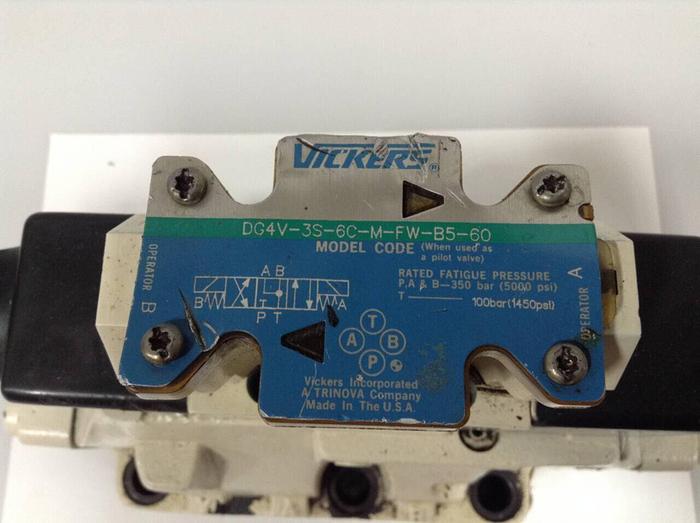 VICKERS®
DG4V-3S-6C-M-FW-B5-60
MODEL CODE (When used as
a pilot valve)
RATED FATIGUE PRESSURE
P,A & B—350 bar (5000 psi)
T 100bar (1450psi)
OPERATOR B
A B
B A
P T
T
A B
P
OPERATOR A
Vickers Incorporated
A TRINOVA Company
Made In The U.S.A.